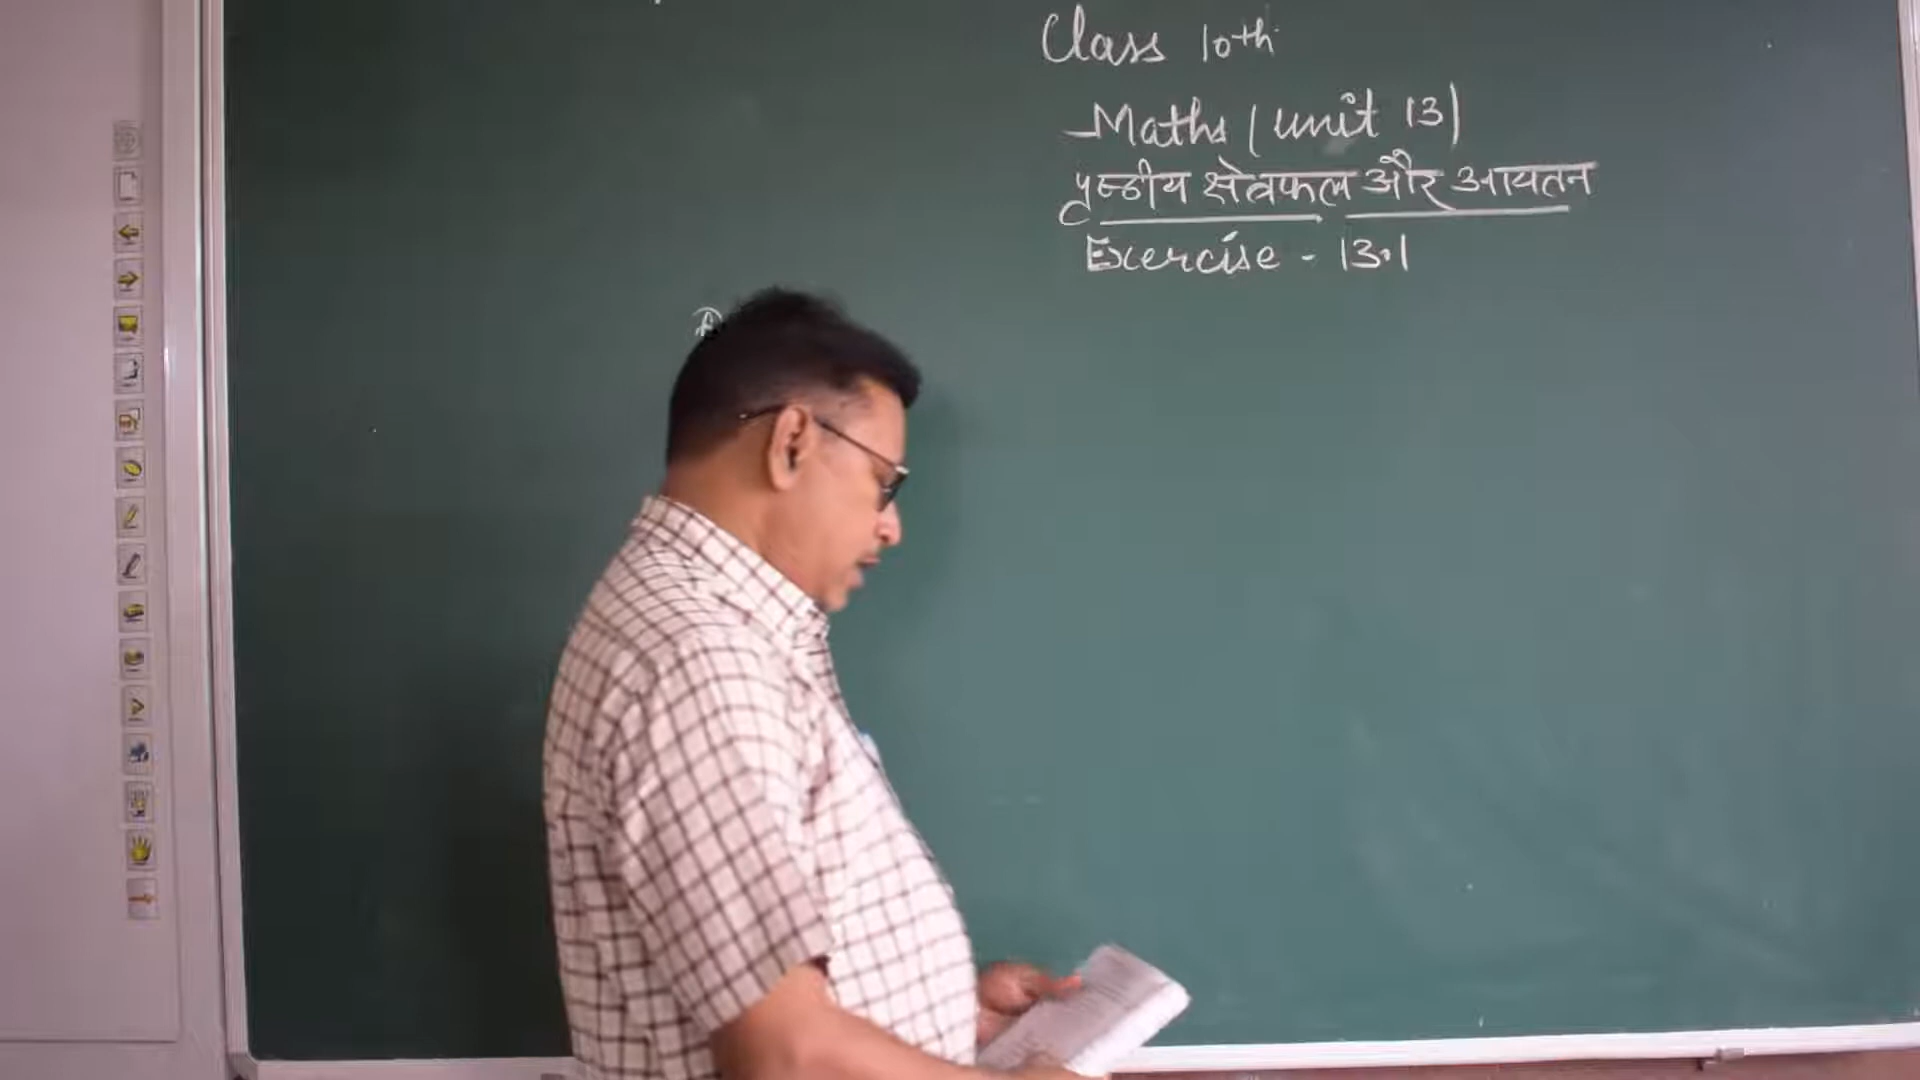 Class 10th
Maths (unit 13)
पृष्ठीय क्षेत्रफल और आयतन
Exercise - 13.1